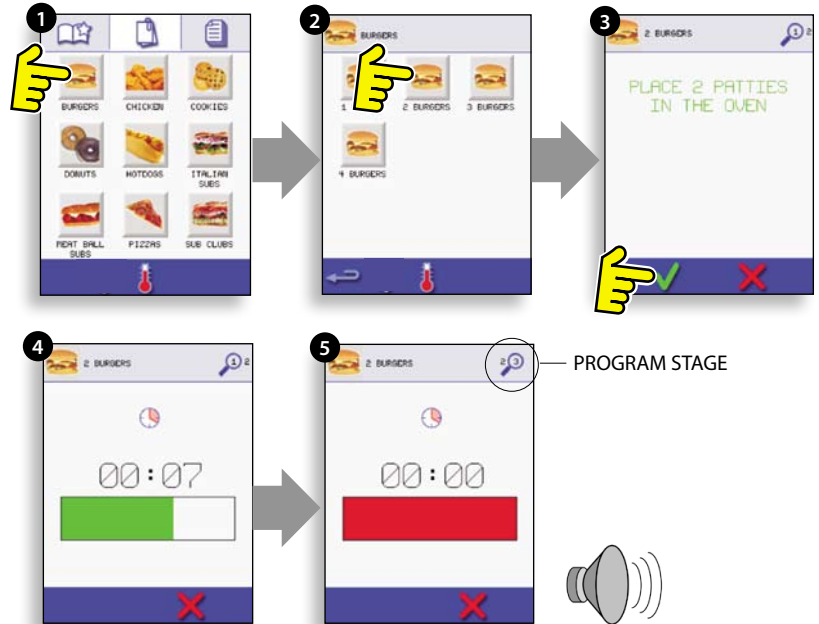 1
BURGERS
CHICKEN
COOKIES
DONUTS
HOTDOGS
ITALIAN
SUBS
MEAT BALL
SUBS
PIZZAS
SUB CLUBS
2
BURGERS
1
2 BURGERS
3 BURGERS
4 BURGERS
3
2 BURGERS
1 2
PLACE 2 PATTIES
IN THE OVEN
4
2 BURGERS
1 2
00:07
5
2 BURGERS
2 3
PROGRAM STAGE
00:00